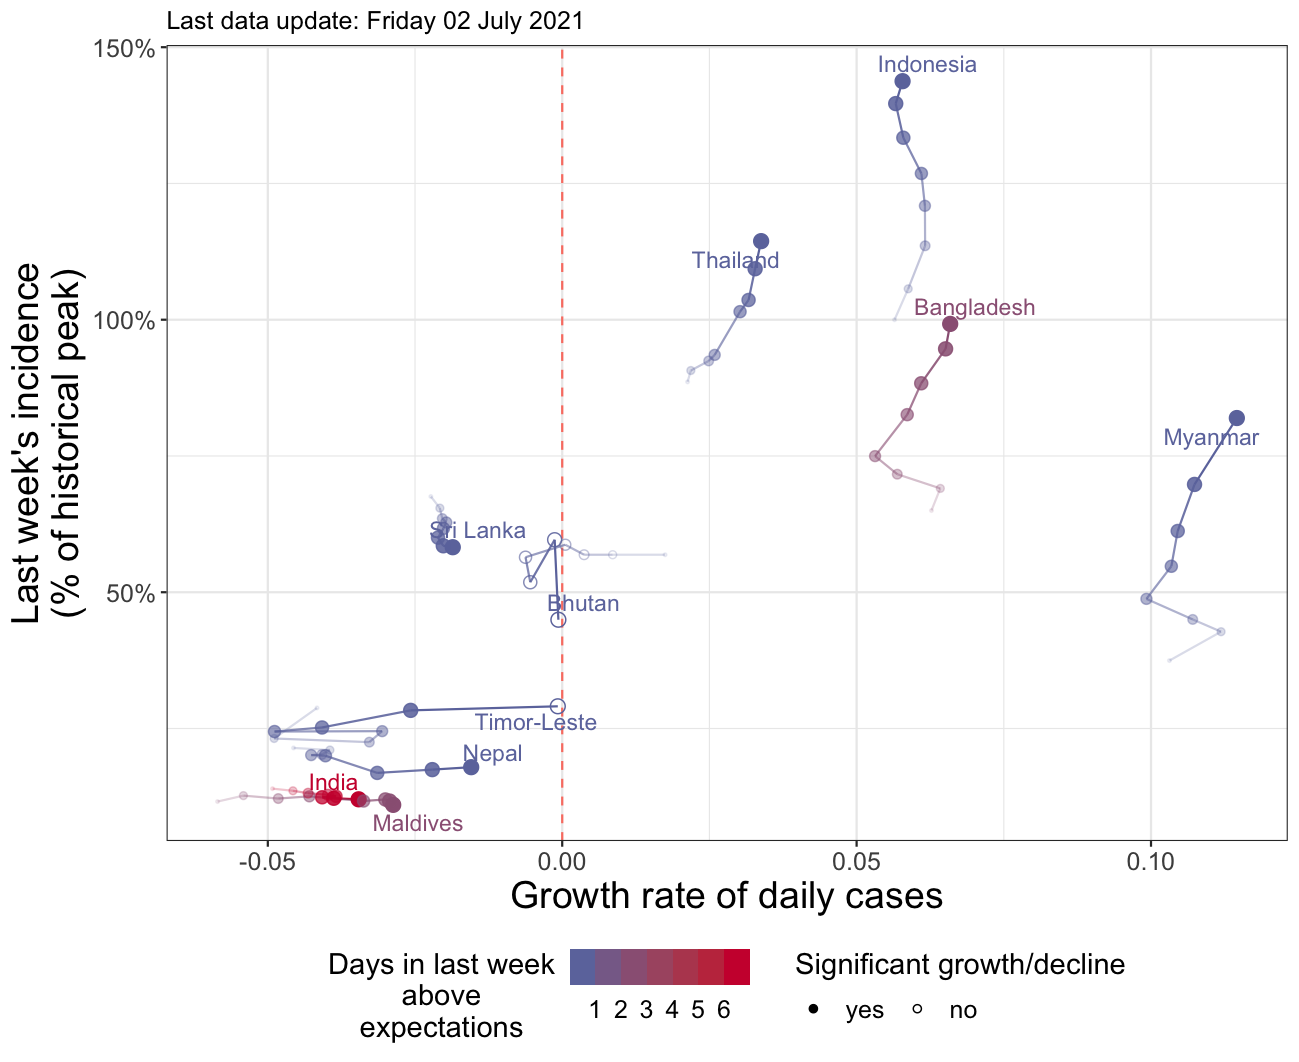 Last data update: Friday 02 July 2021
150%
100%
50%
Last week's incidence
(% of historical peak)
Indonesia
Thailand
Bangladesh
Myanmar
Sri Lanka
Bhutan
Timor-Leste
Nepal
India
Maldives
-0.05 0.00 0.05 0.10
Growth rate of daily cases
Days in last week
above
expectations
1 2 3 4 5 6
Significant growth/decline
yes no